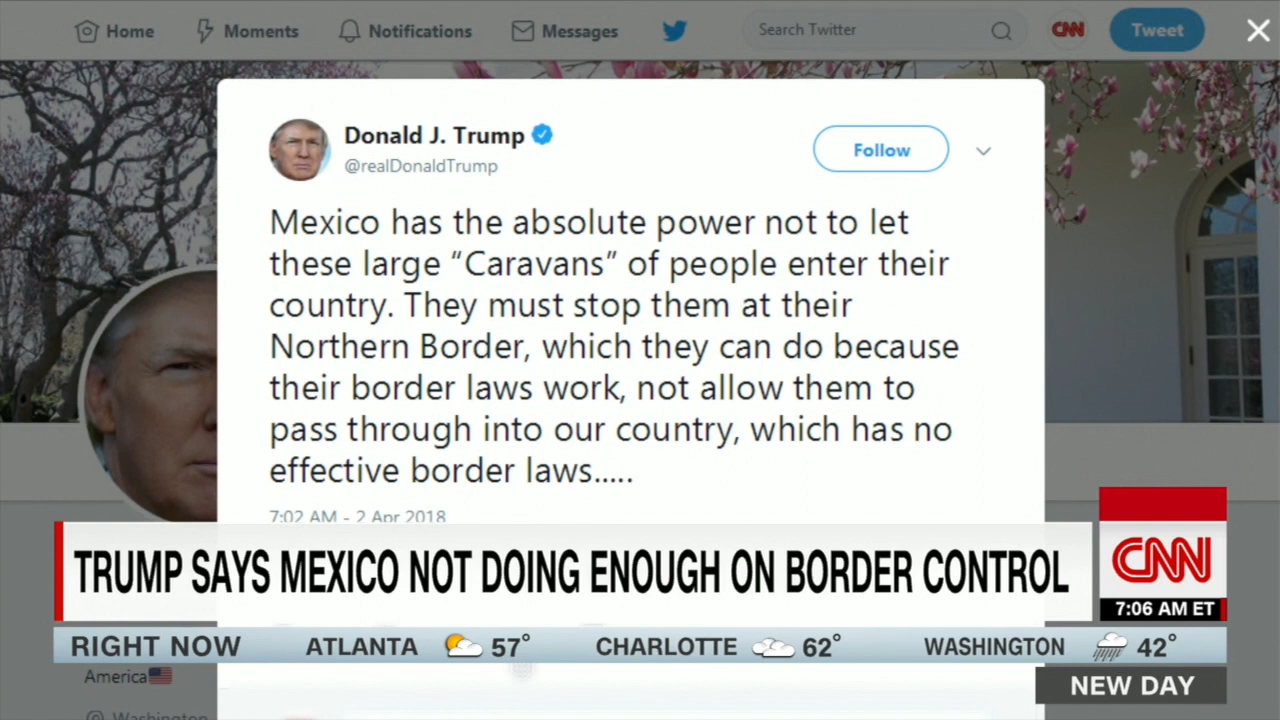 Home Moments Notifications Messages Search Twitter CNN Tweet
Donald J. Trump
@realDonaldTrump
Follow
Mexico has the absolute power not to let
these large “Caravans” of people enter their
country. They must stop them at their
Northern Border, which they can do because
their border laws work, not allow them to
pass through into our country, which has no
effective border laws.....
7:02 AM - 2 Apr 2018
TRUMP SAYS MEXICO NOT DOING ENOUGH ON BORDER CONTROL
CNN
7:06 AM ET
RIGHT NOW ATLANTA 57° CHARLOTTE 62° WASHINGTON 42°
America
NEW DAY
Washington